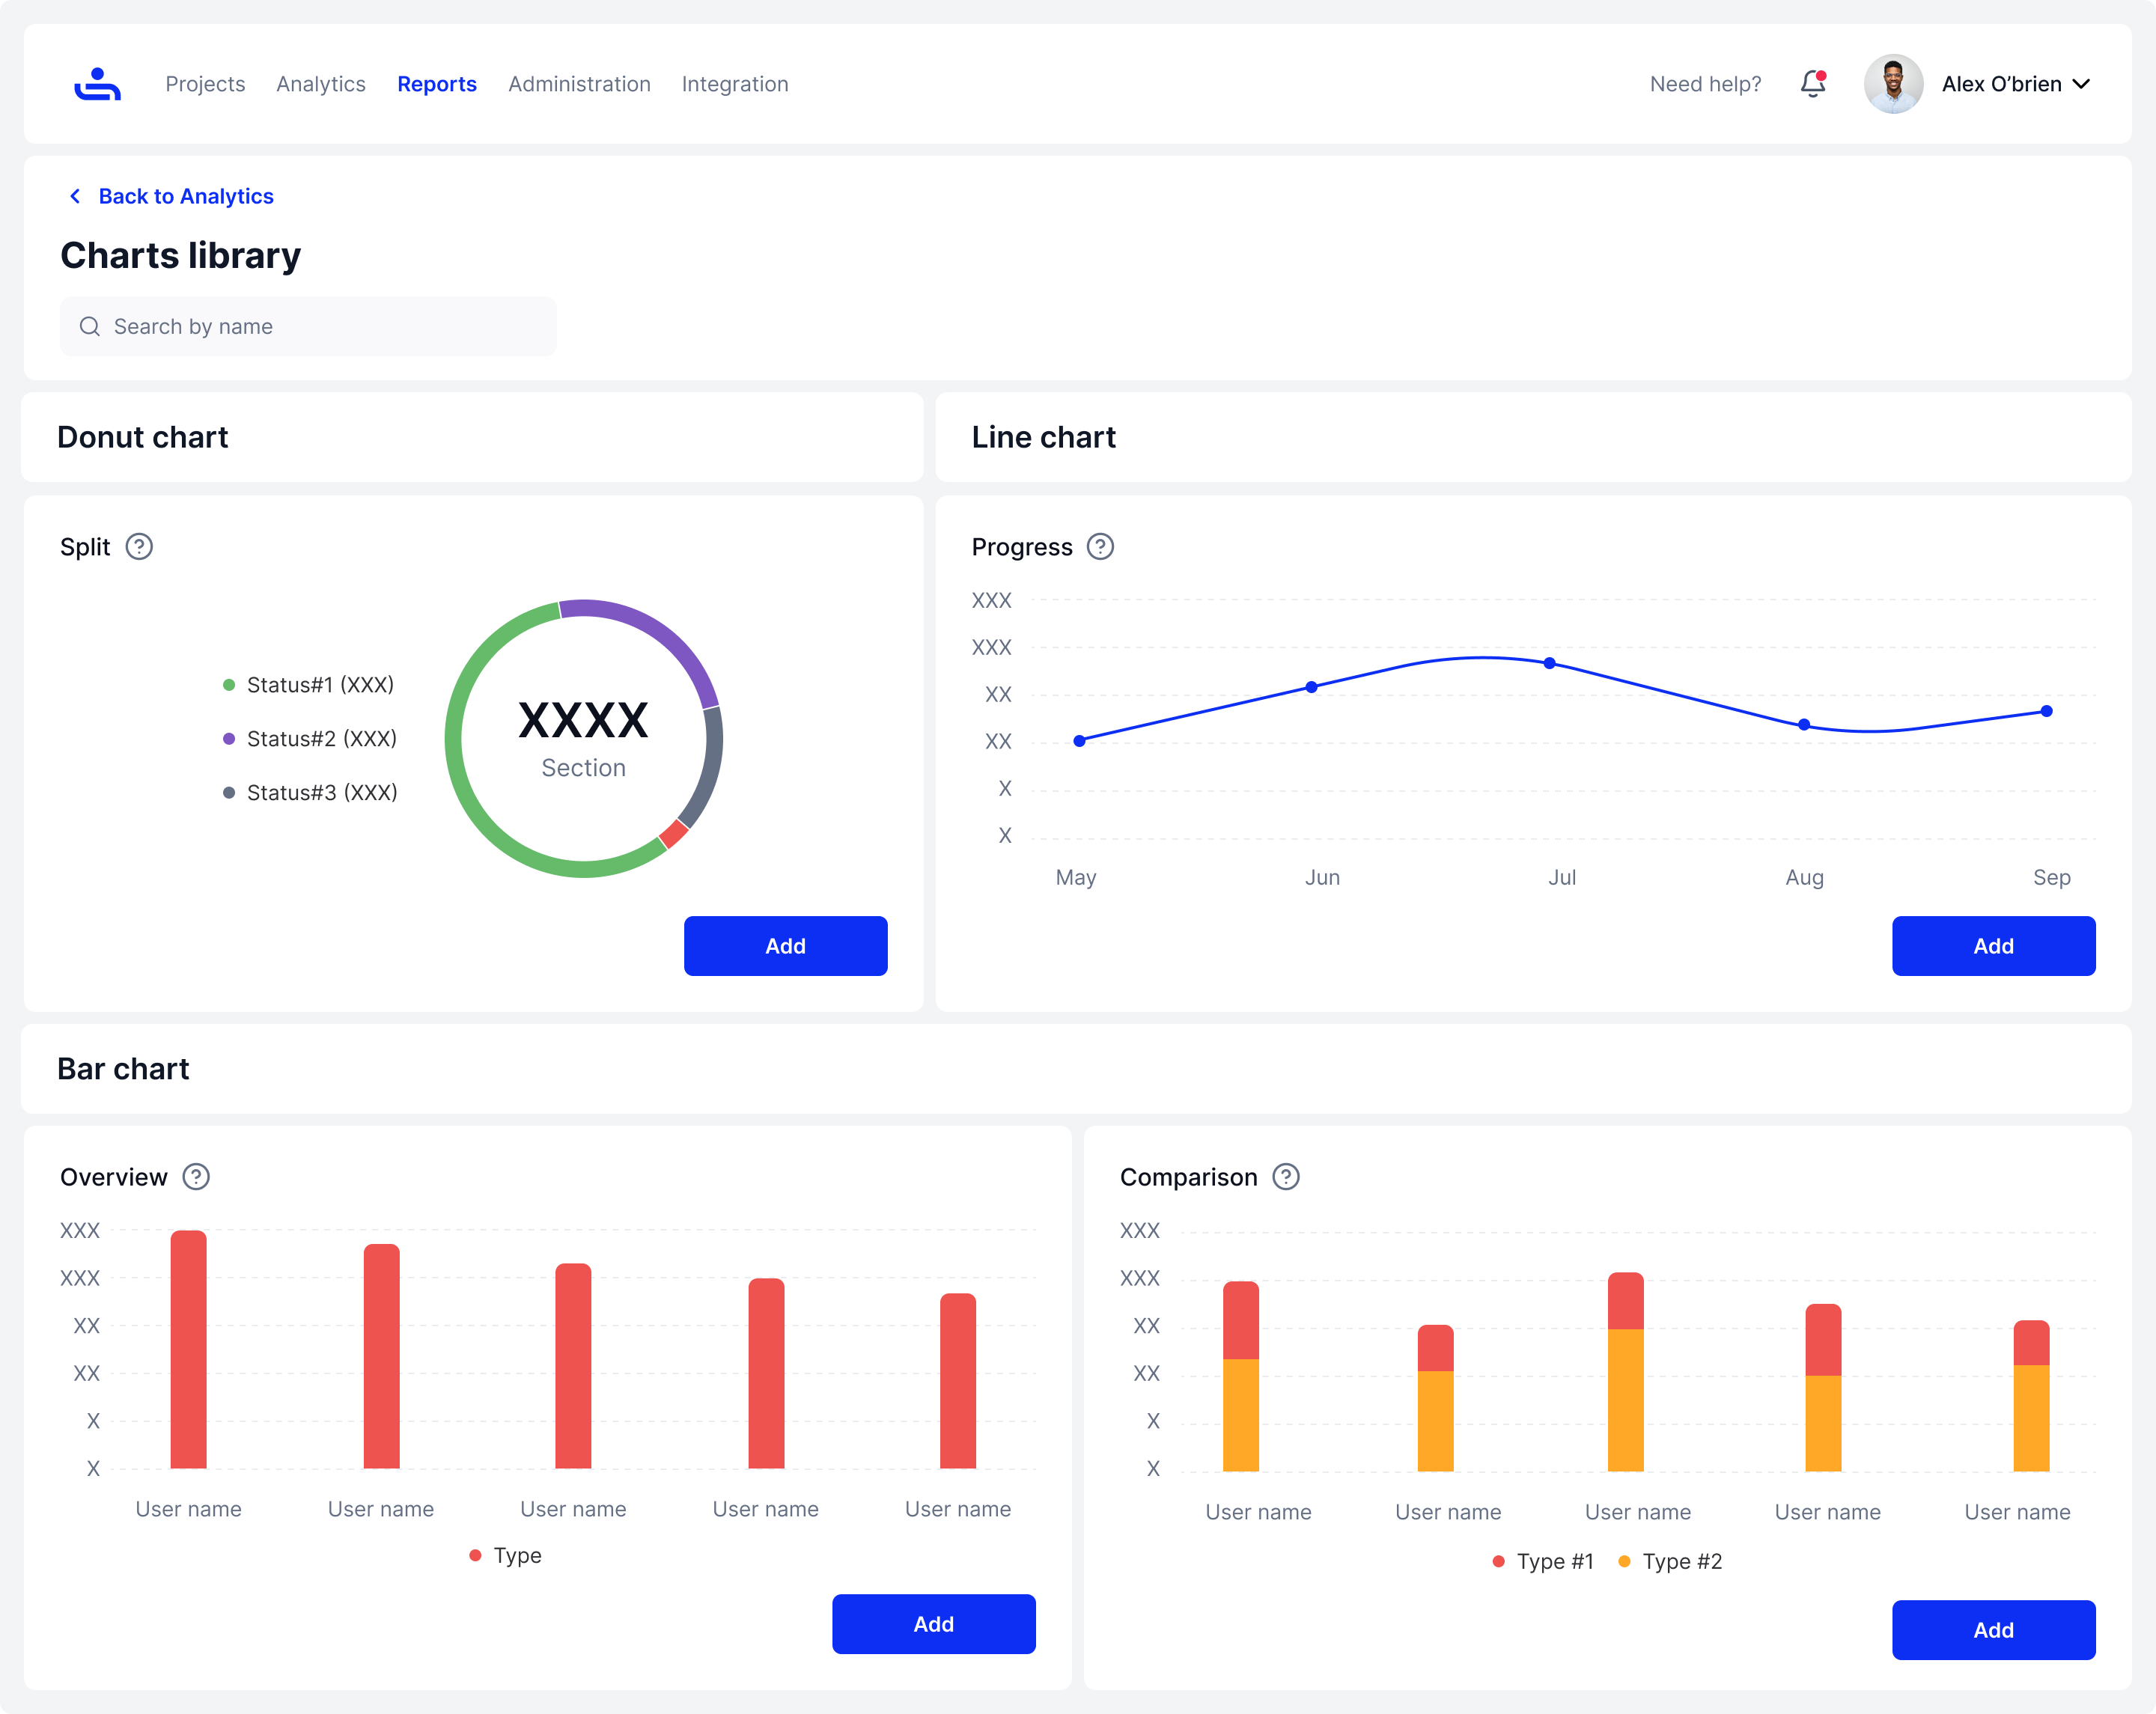 Projects Analytics Reports Administration Integration Need help? Alex O’brien
Back to Analytics
Charts library
Search by name
Donut chart
Line chart
Split
Status#1 (XXX)
Status#2 (XXX)
Status#3 (XXX)
XXXX
Section
Add
Progress
XXX
XXX
XX
XX
X
X
May Jun Jul Aug Sep
Add
Bar chart
Overview
XXX
XXX
XX
XX
X
X
User name User name User name User name User name
Type
Add
Comparison
XXX
XXX
XX
XX
X
X
User name User name User name User name User name
Type #1 Type #2
Add